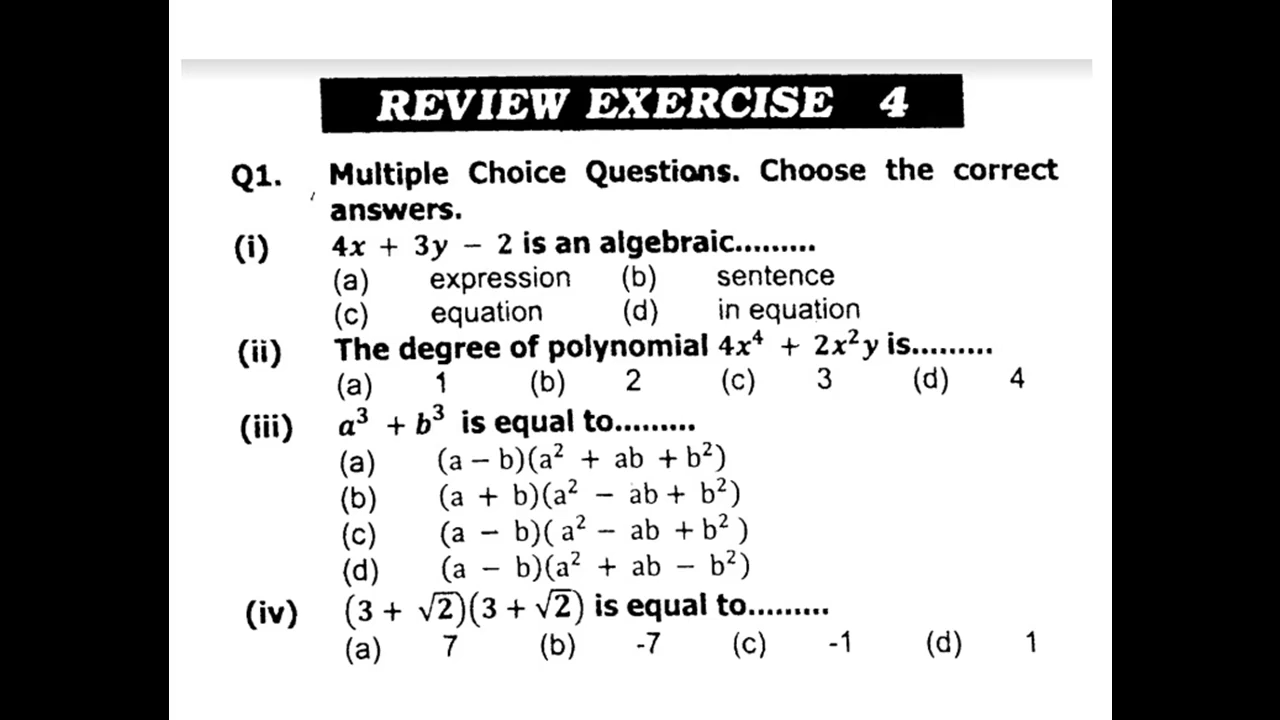 REVIEW EXERCISE 4
Q1. Multiple Choice Questions. Choose the correct
answers.
(i) 4x + 3y − 2 is an algebraic.........
(a) expression (b) sentence
(c) equation (d) in equation
(ii) The degree of polynomial 4x⁴ + 2x²y is.........
(a) 1 (b) 2 (c) 3 (d) 4
(iii) a³ + b³ is equal to.........
(a) (a − b)(a² + ab + b²)
(b) (a + b)(a² − ab + b²)
(c) (a − b)( a² − ab + b² )
(d) (a − b)(a² + ab − b²)
(iv) (3 + √2)(3 + √2) is equal to.........
(a) 7 (b) -7 (c) -1 (d) 1